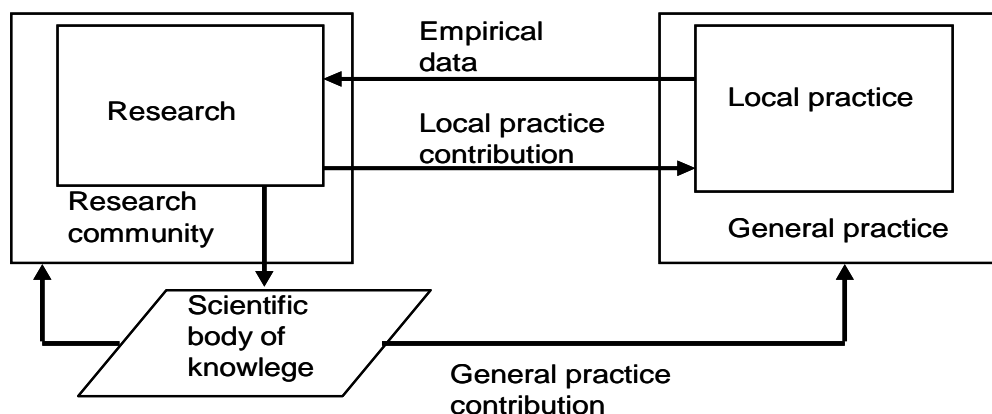 Empirical
data
Research
Local practice
Local practice
contribution
Research
community
General practice
Scientific
body of
knowlege
General practice
contribution